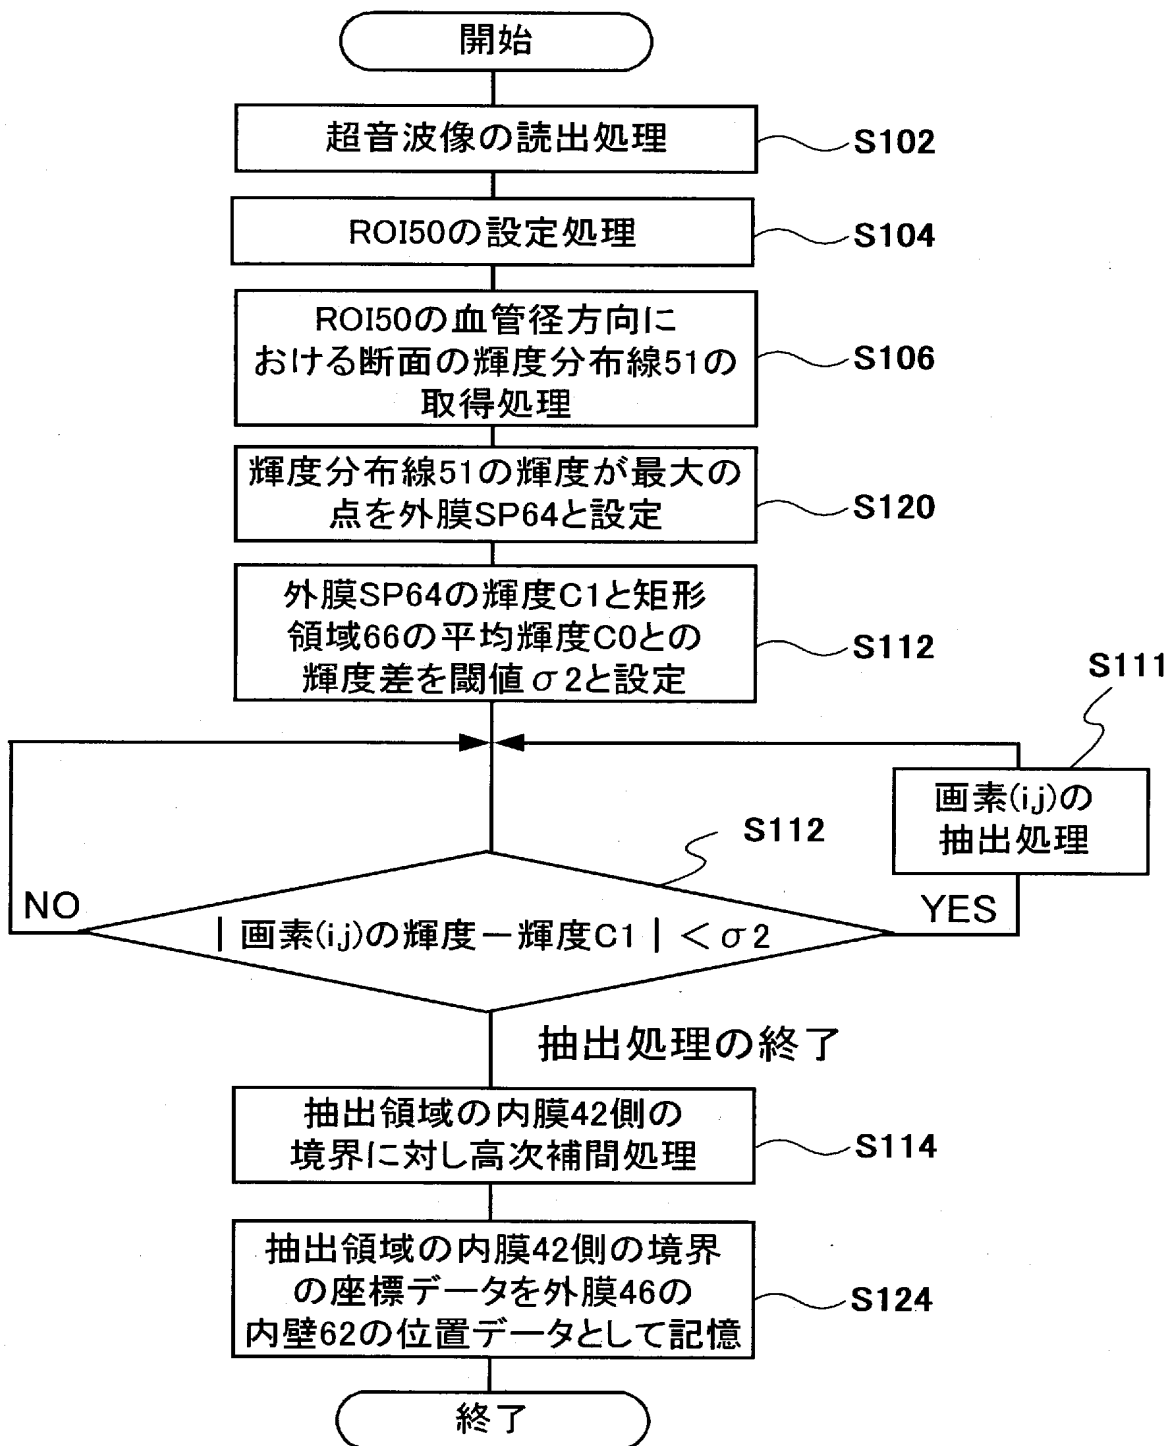 開始
超音波像の読出処理
S102
ROI50の設定処理
S104
ROI50の血管径方向に
おける断面の輝度分布線51の
取得処理
S106
輝度分布線51の輝度が最大の
点を外膜SP64と設定
S120
外膜SP64の輝度C1と矩形
領域66の平均輝度C0との
輝度差を閾値σ2と設定
S112
S111
画素(i,j)の
抽出処理
S112
NO
|画素(i,j)の輝度－輝度C1|＜σ2
YES
抽出処理の終了
抽出領域の内膜42側の
境界に対し高次補間処理
S114
抽出領域の内膜42側の境界
の座標データを外膜46の
内壁62の位置データとして記憶
S124
終了